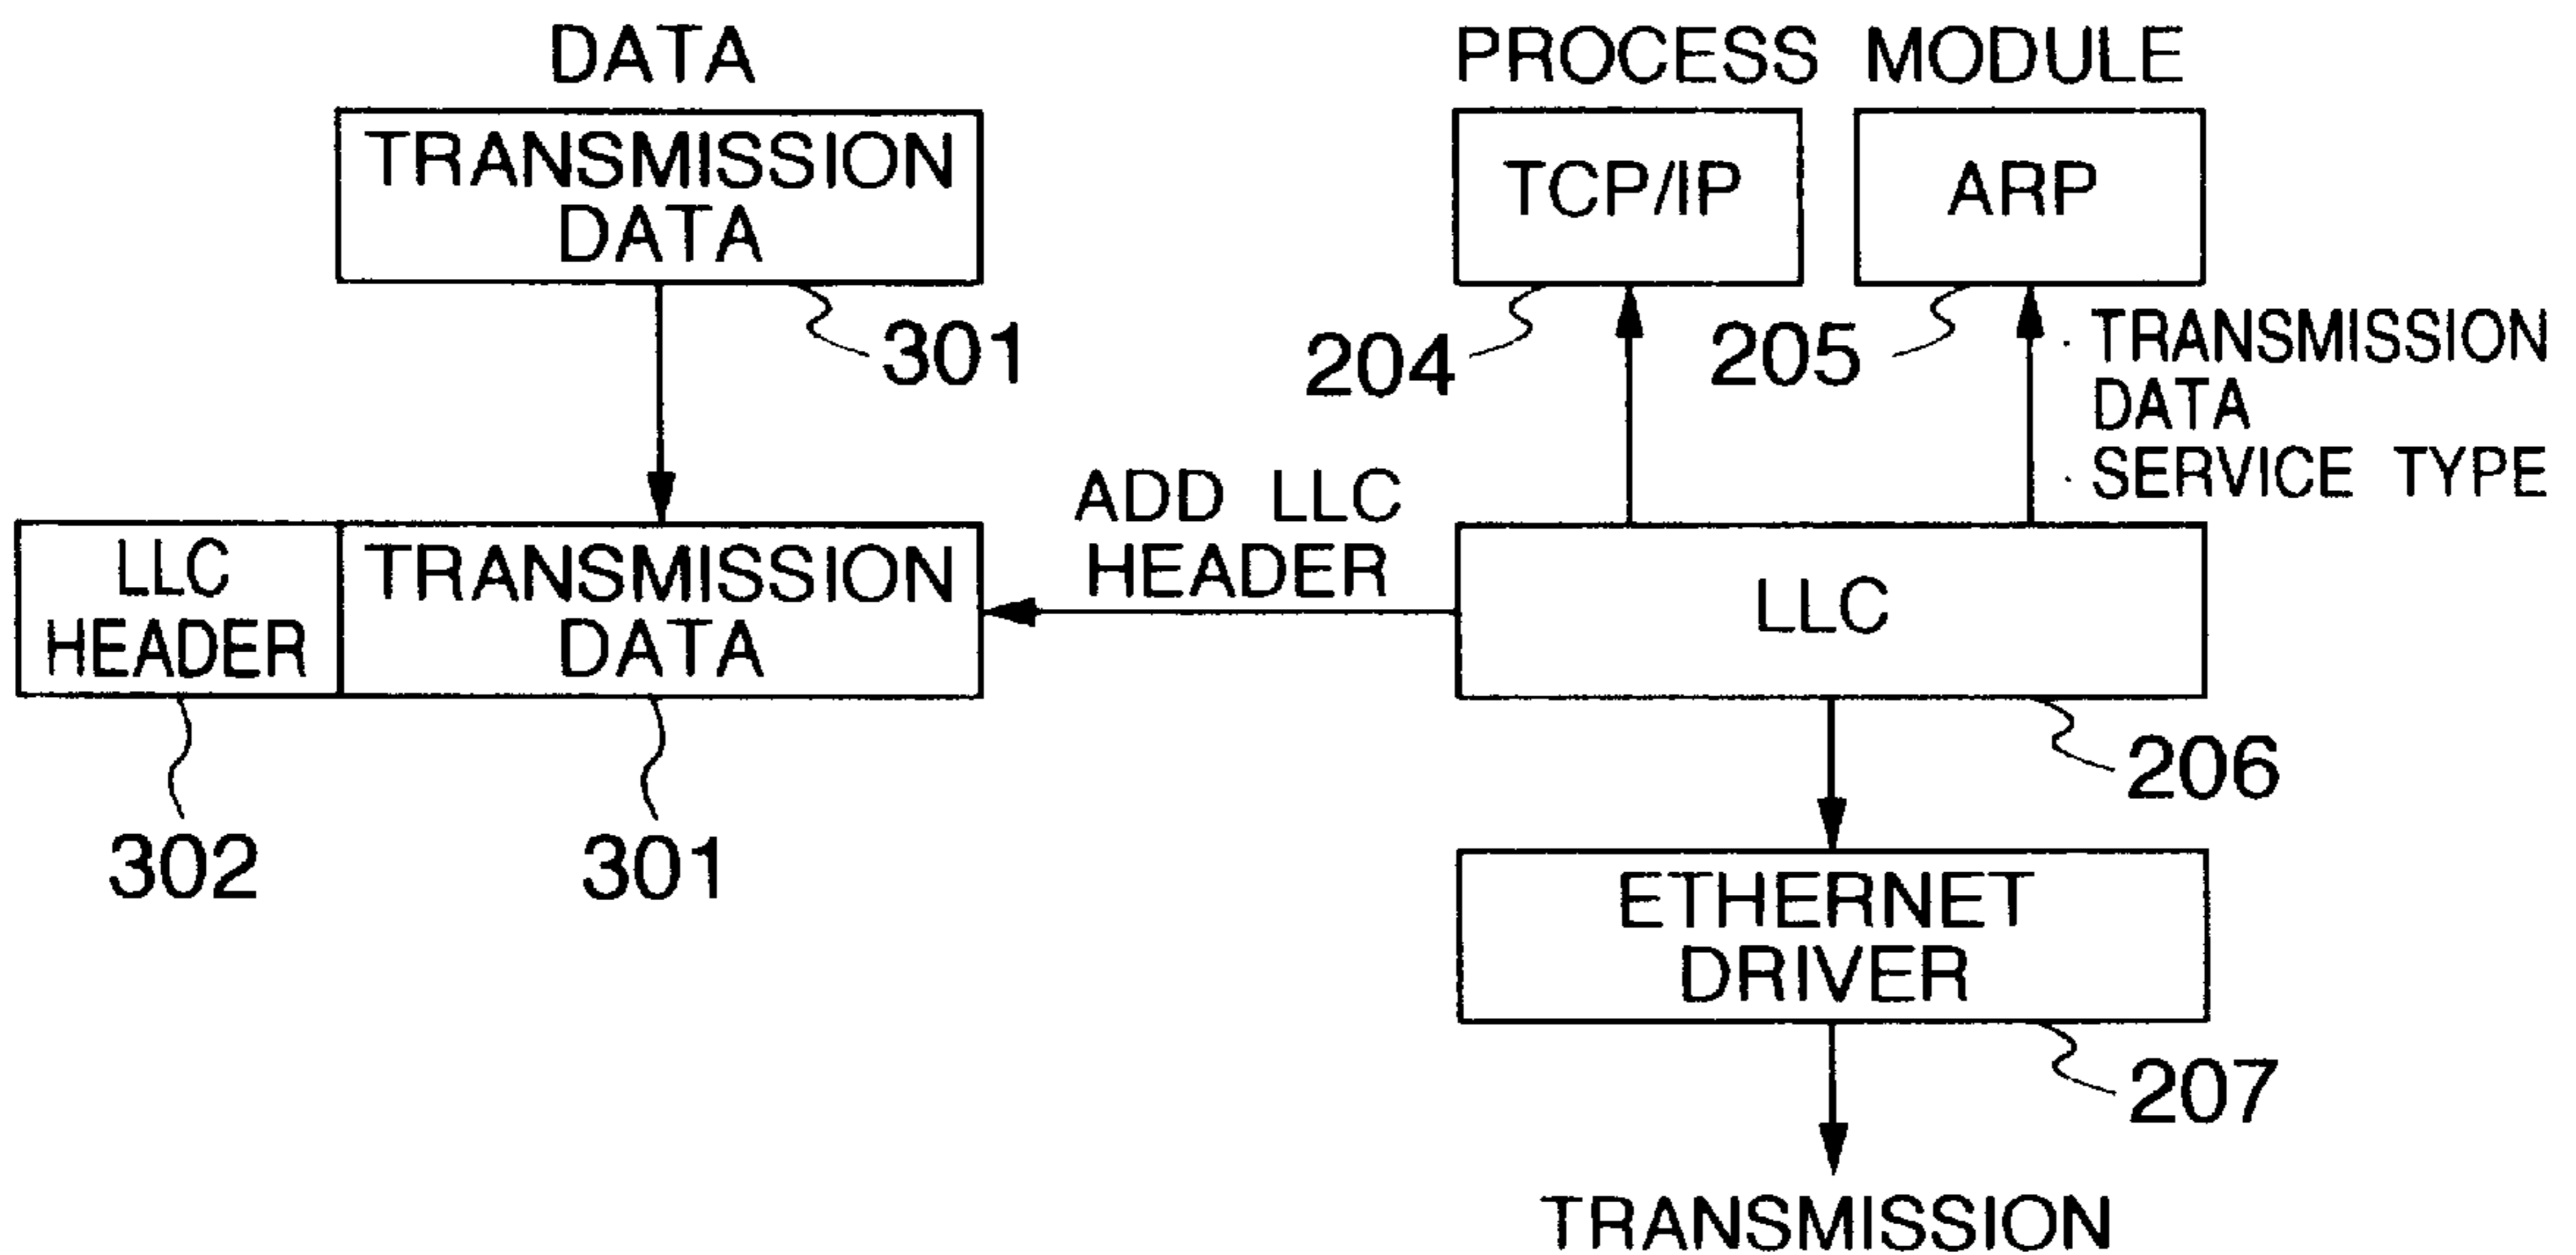 DATA
TRANSMISSION
DATA
301
PROCESS MODULE
TCP/IP
ARP
204
205
· TRANSMISSION
DATA
· SERVICE TYPE
LLC
HEADER
TRANSMISSION
DATA
302
301
ADD LLC
HEADER
LLC
206
ETHERNET
DRIVER
207
TRANSMISSION